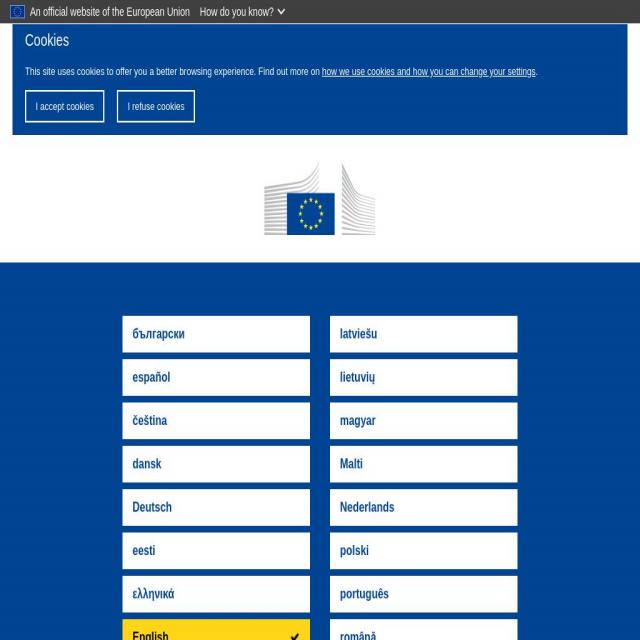 An official website of the European Union How do you know?
Cookies
This site uses cookies to offer you a better browsing experience. Find out more on how we use cookies and how you can change your settings.
I accept cookies
I refuse cookies
български
latviešu
español
lietuvių
čeština
magyar
dansk
Malti
Deutsch
Nederlands
eesti
polski
ελληνικά
português
English
română